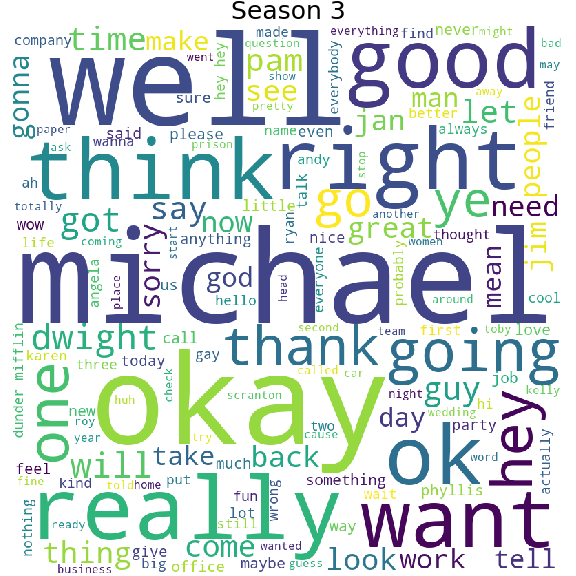 Season 3
company
time
make
everything
made
question
hey hey
pam
see
show
pretty
everybody
find
never
might
bad
may
friend
good
well
went
sure
gonna
paper
ask
said
wanna
please
name
even
jan
man
better
let
always
people
think
prison
right
andy
talk
stop
ah
totally
wow
life
coming
got
say
now
little
ryan
go
another
ye
need
great
women
thought
nice
anything
sorry
start
god
us
hello
everyone
head
probably
mean
jim
cool
around
angela
place
michael
dunder mifflin
karen
dwight
call
gay
three
today
thank
second
team
first
toby
love
going
one
new
roy
year
huh
check
okay
called
car
scranton
two
cause
try
night
guy
day
wedding
party
hi
job
kelly
hey
actually
feel
fine
kind
will
take
put
much
back
something
ok
word
wait
phyllis
nothing
told
home
fun
lot
wrong
still
way
really
want
ready
thing
give
big
business
come
office
maybe
wanted
guess
look
work
tell